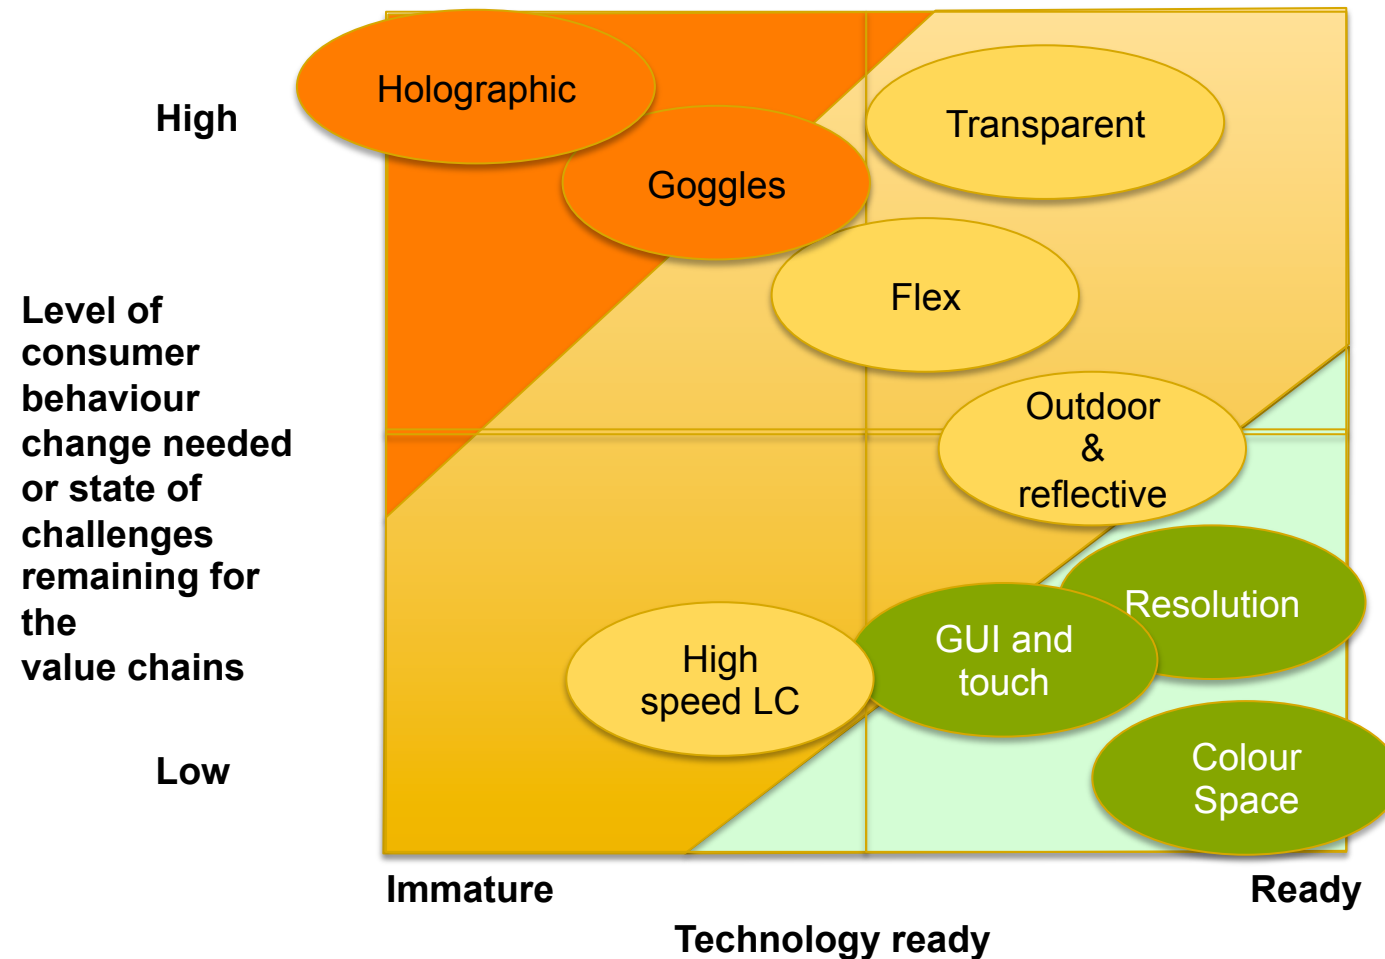 Holographic
High
Transparent
Goggles
Flex
Level of
consumer
behaviour
change needed
or state of
challenges
remaining for
the
value chains
Outdoor
&
reflective
Resolution
GUI and
touch
High
speed LC
Low
Colour
Space
Immature
Ready
Technology ready